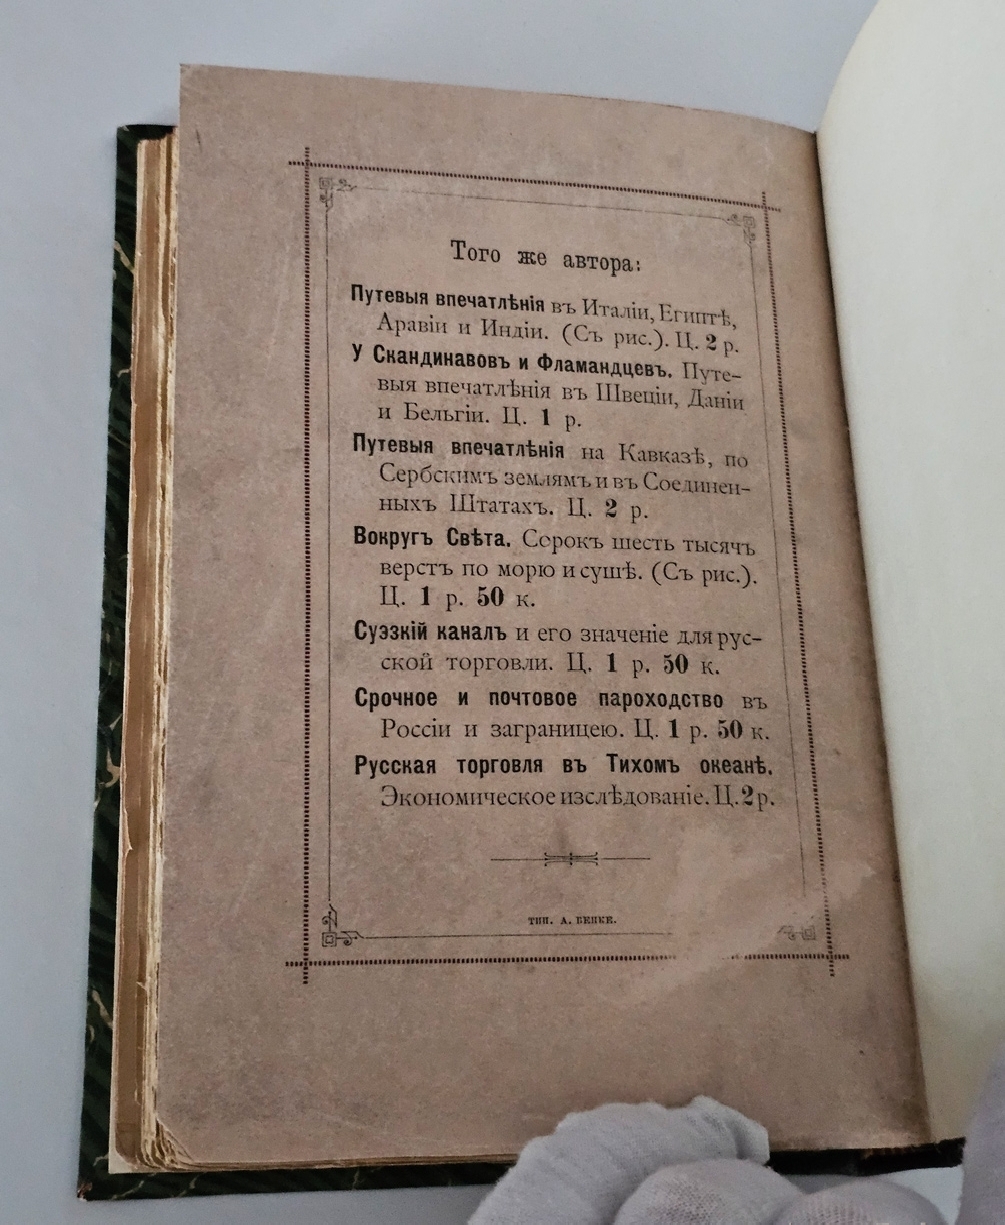 Того же автора:
Путевыя впечатлѣнія въ Италіи, Египтѣ,
Аравіи и Индіи. (Съ рис.). Ц. 2 р.
У Скандинавовъ и Фламандцевъ. Путе-
выя впечатлѣнія въ Швеціи, Даніи
и Бельгіи. Ц. 1 р.
Путевыя впечатлѣнія на Кавказѣ, по
Сербскимъ землямъ и въ Соединен-
ныхъ Штатахъ. Ц. 2 р.
Вокругъ Свѣта. Сорокъ шесть тысячъ
верстъ по морю и сушѣ. (Съ рис.).
Ц. 1 р. 50 к.
Суэзкій каналъ и его значеніе для рус-
ской торговли. Ц. 1 р. 50 к.
Срочное и почтовое пароходство въ
Россіи и заграницею. Ц. 1 р. 50 к.
Русская торговля въ Тихомъ океанѣ.
Экономическое изслѣдованіе. Ц. 2 р.
ТИП. А. БЕНКЕ.